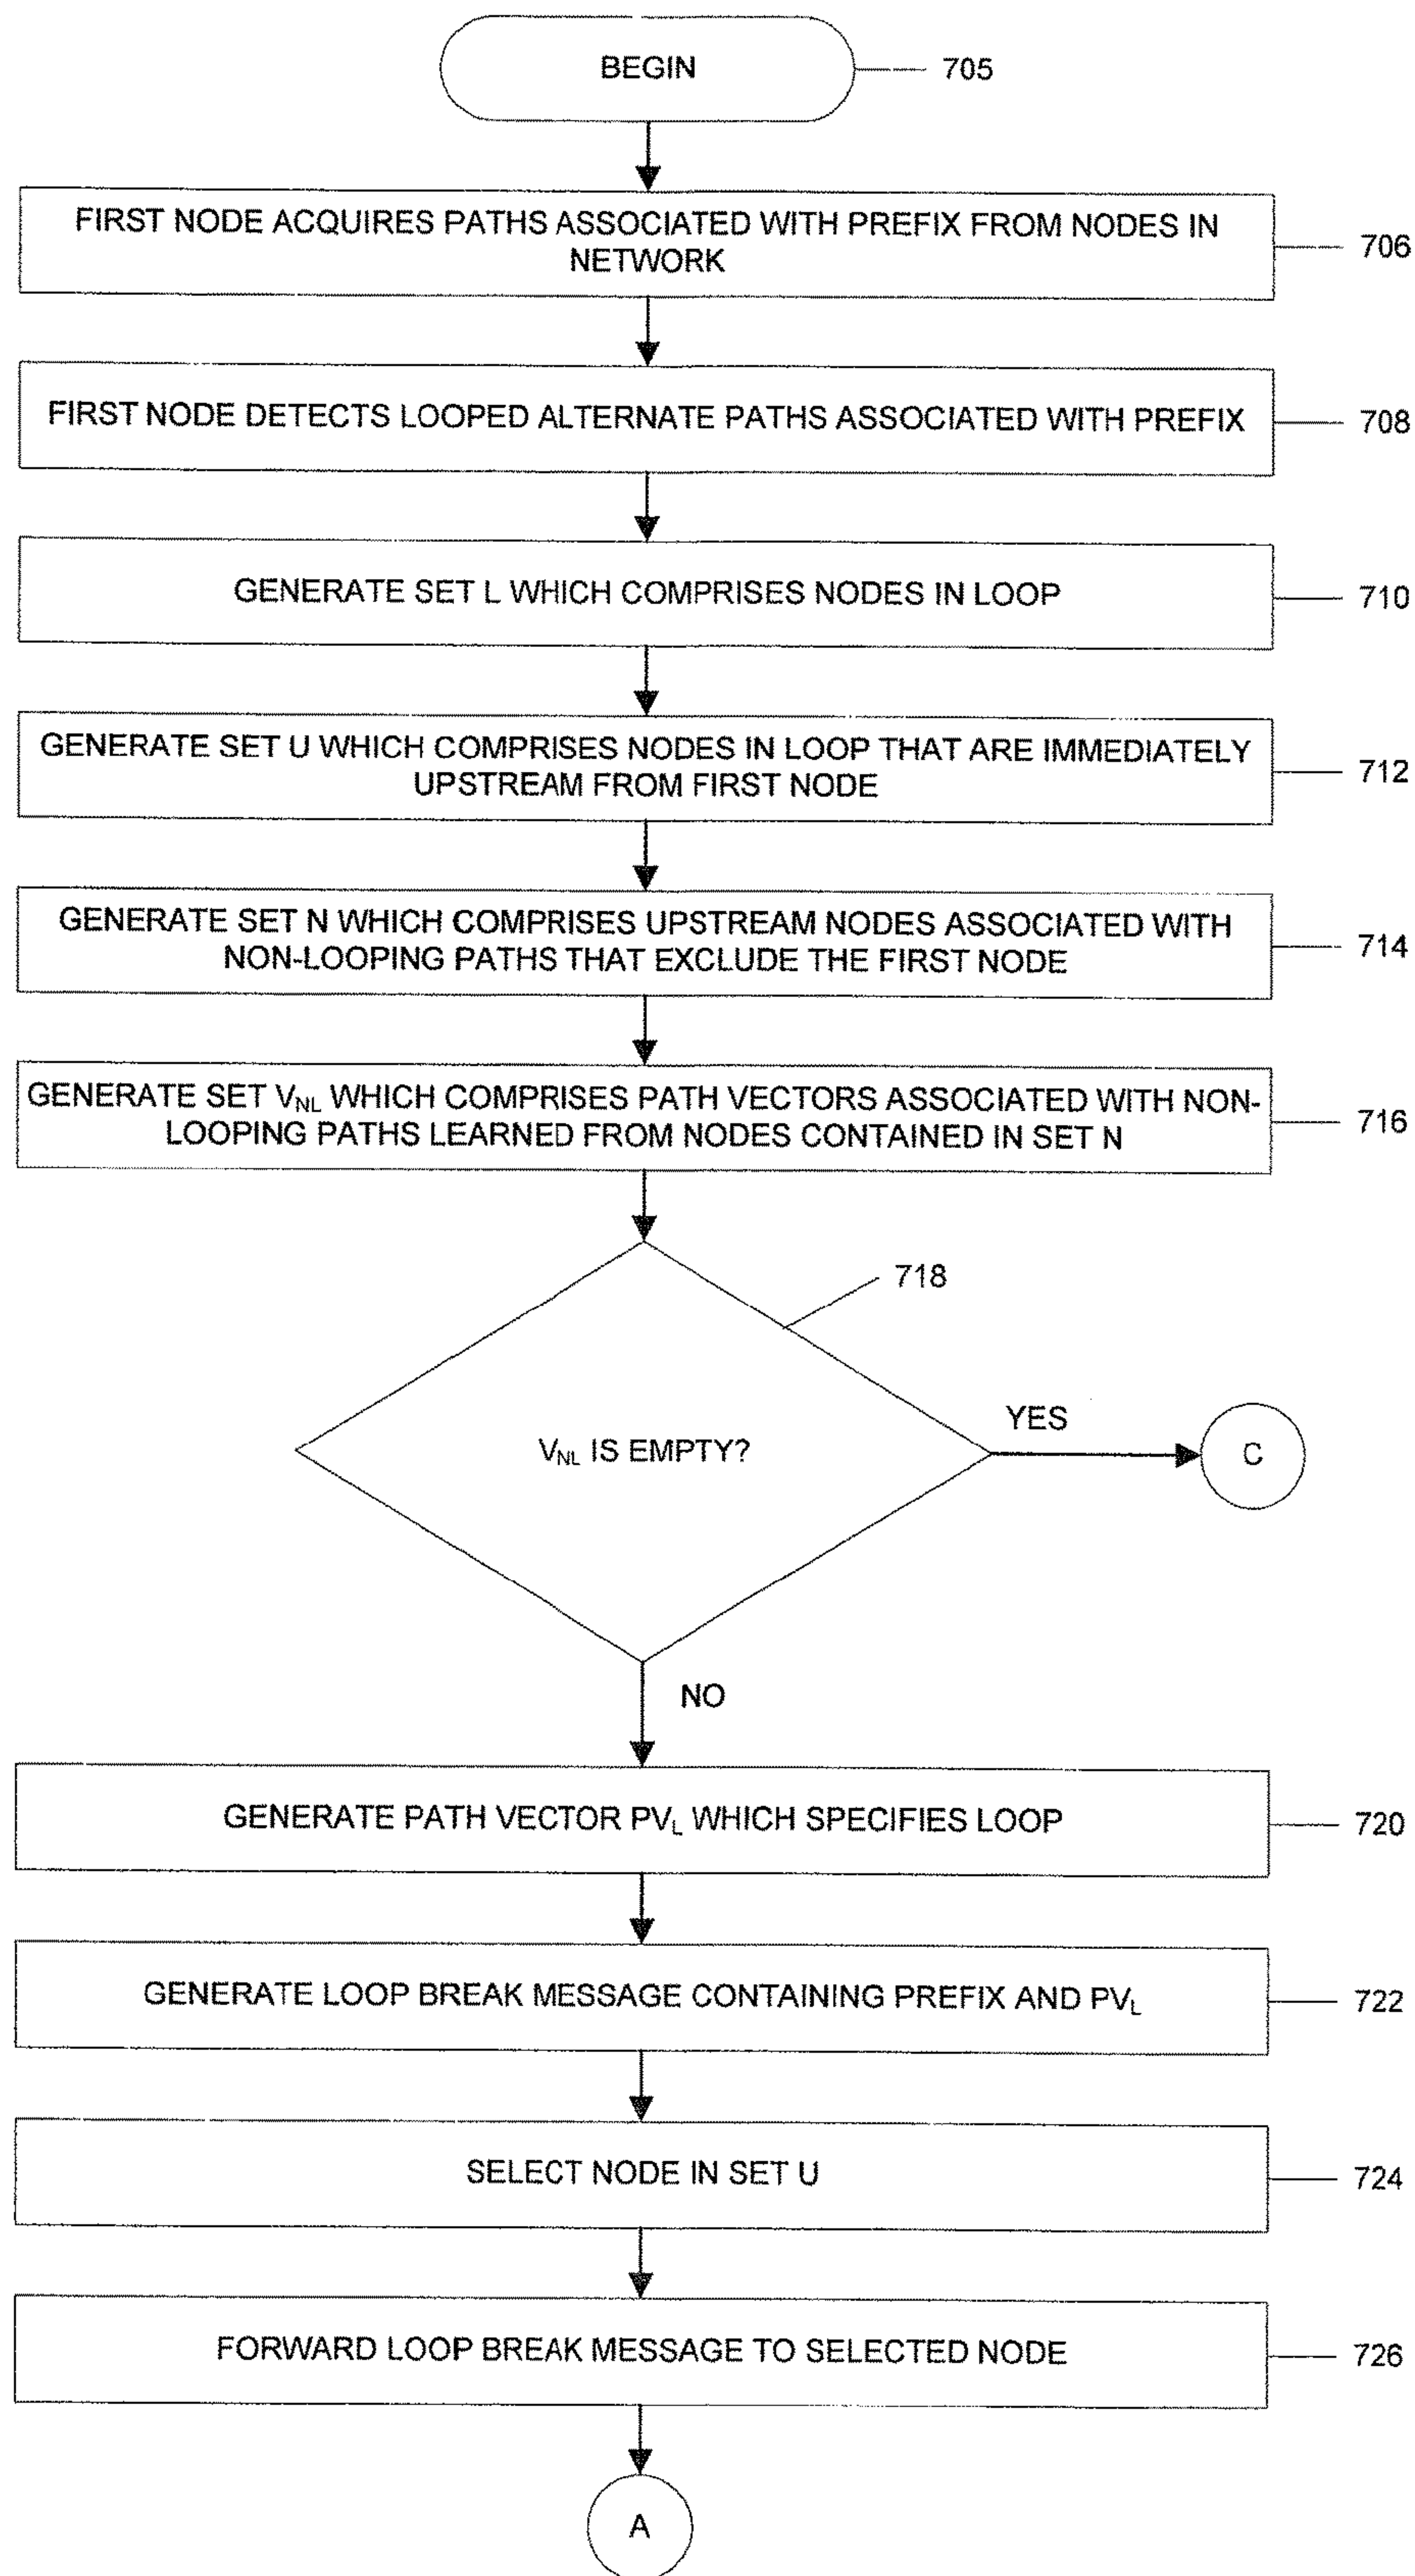 BEGIN
705
FIRST NODE ACQUIRES PATHS ASSOCIATED WITH PREFIX FROM NODES IN
NETWORK
706
FIRST NODE DETECTS LOOPED ALTERNATE PATHS ASSOCIATED WITH PREFIX
708
GENERATE SET L WHICH COMPRISES NODES IN LOOP
710
GENERATE SET U WHICH COMPRISES NODES IN LOOP THAT ARE IMMEDIATELY
UPSTREAM FROM FIRST NODE
712
GENERATE SET N WHICH COMPRISES UPSTREAM NODES ASSOCIATED WITH
NON-LOOPING PATHS THAT EXCLUDE THE FIRST NODE
714
GENERATE SET V_NL WHICH COMPRISES PATH VECTORS ASSOCIATED WITH NON-
LOOPING PATHS LEARNED FROM NODES CONTAINED IN SET N
716
718
V_NL IS EMPTY?
YES
C
NO
GENERATE PATH VECTOR PV_L WHICH SPECIFIES LOOP
720
GENERATE LOOP BREAK MESSAGE CONTAINING PREFIX AND PV_L
722
SELECT NODE IN SET U
724
FORWARD LOOP BREAK MESSAGE TO SELECTED NODE
726
A